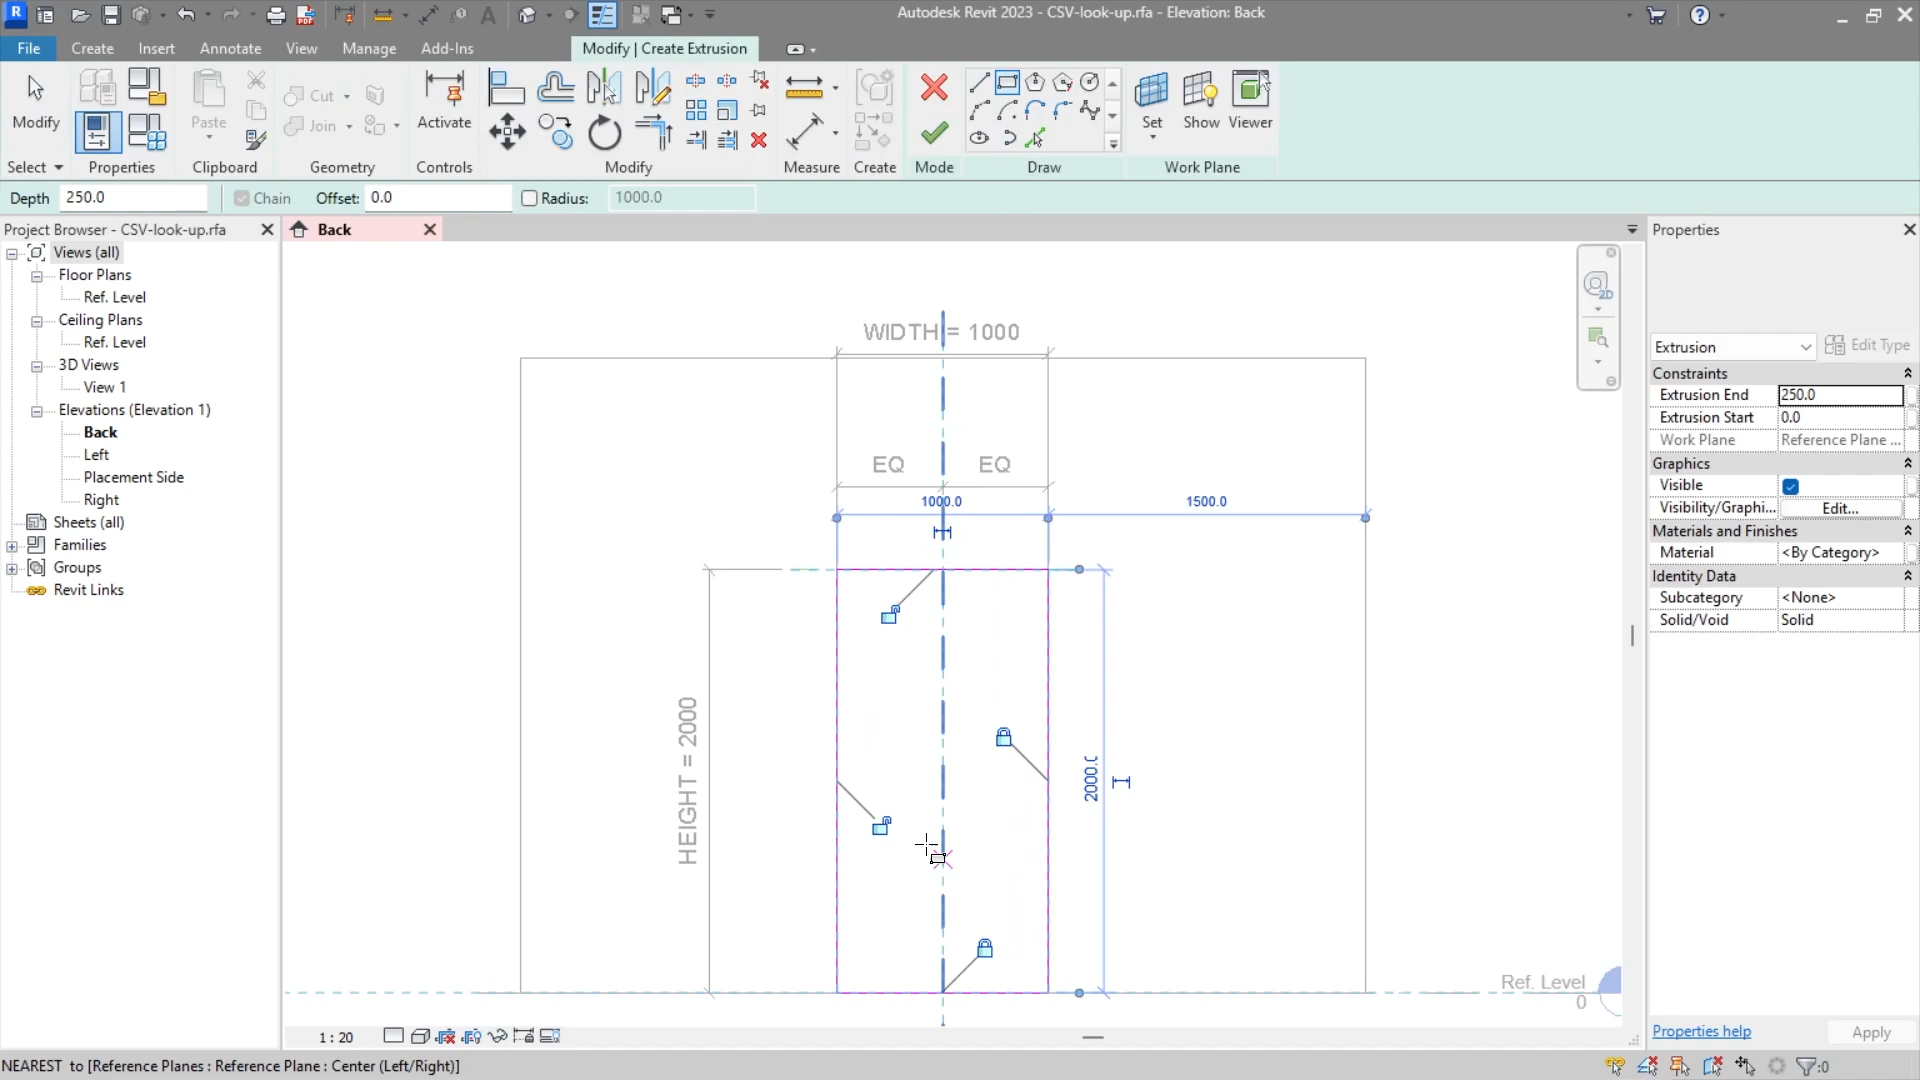 Autodesk Revit 2023 - CSV-look-up.rfa - Elevation: Back
File Create Insert Annotate View Manage Add-Ins Modify | Create Extrusion
Modify Paste Cut Join Activate Set Show Viewer
Select Properties Clipboard Geometry Controls Modify Measure Create Mode Draw Work Plane
Depth 250.0 Chain Offset: 0.0 Radius: 1000.0
Project Browser - CSV-look-up.rfa
Views (all)
Floor Plans
Ref. Level
Ceiling Plans
Ref. Level
3D Views
View 1
Elevations (Elevation 1)
Back
Left
Placement Side
Right
Sheets (all)
Families
Groups
Revit Links
Back
WIDTH = 1000
EQ EQ
1000.0 1500.0
HEIGHT = 2000
2000.0
2D
Ref. Level
0
1 : 20
Properties
Extrusion Edit Type
Constraints
Extrusion End 250.0
Extrusion Start 0.0
Work Plane Reference Plane ...
Graphics
Visible
Visibility/Graphi... Edit...
Materials and Finishes
Material <By Category>
Identity Data
Subcategory <None>
Solid/Void Solid
Properties help Apply
NEAREST to [Reference Planes : Reference Plane : Center (Left/Right)]
:0